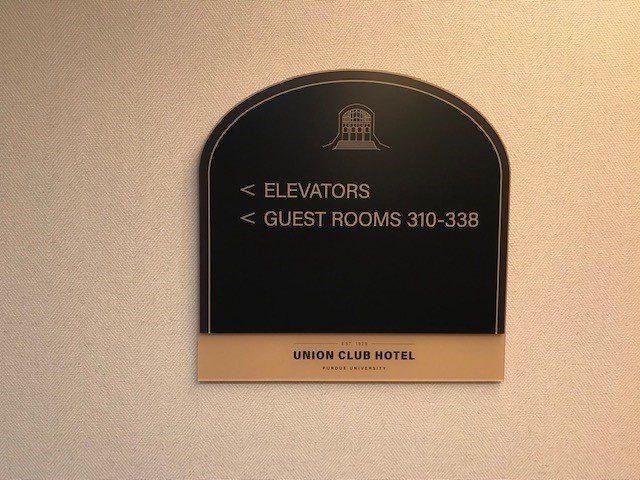 < ELEVATORS
< GUEST ROOMS 310-338
EST. 1929
UNION CLUB HOTEL
PURDUE UNIVERSITY